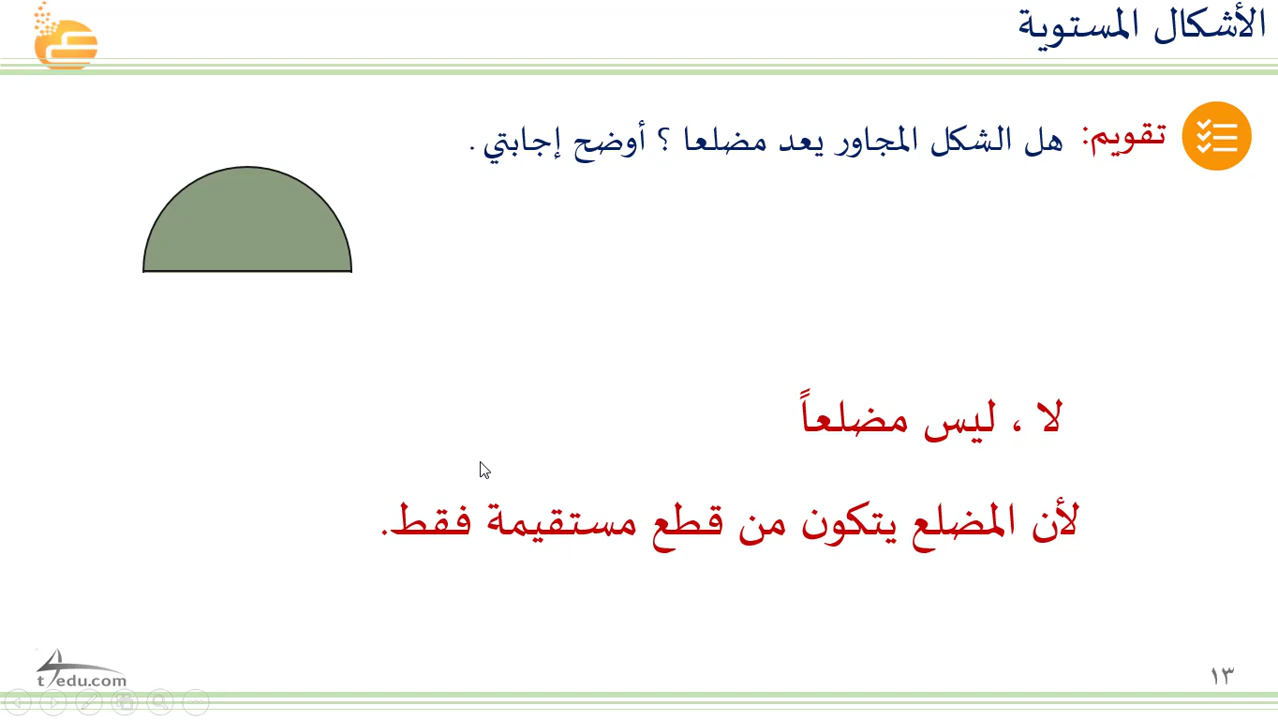 الأشكال المستوية
تقويم: هل الشكل المجاور يعد مضلعا ؟ أوضح إجابتي .
لا ، ليس مضلعاً
لأن المضلع يتكون من قطع مستقيمة فقط.
t4edu.com
١٣